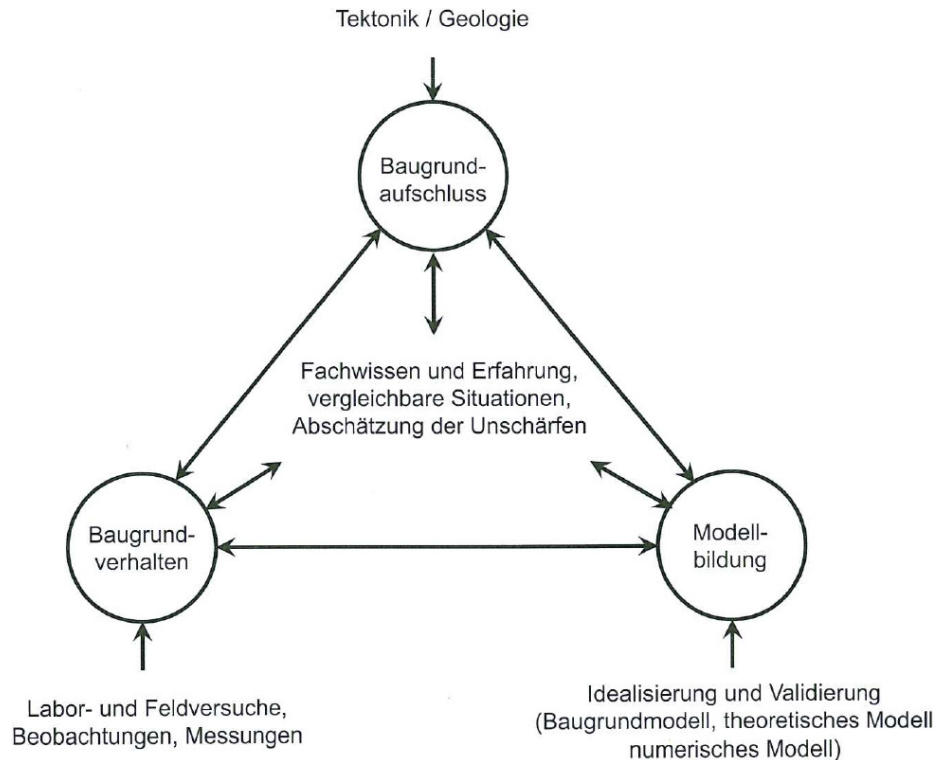 Tektonik / Geologie
Baugrund-
aufschluss
Fachwissen und Erfahrung,
vergleichbare Situationen,
Abschätzung der Unschärfen
Baugrund-
verhalten
Modell-
bildung
Labor- und Feldversuche,
Beobachtungen, Messungen
Idealisierung und Validierung
(Baugrundmodell, theoretisches Modell
numerisches Modell)